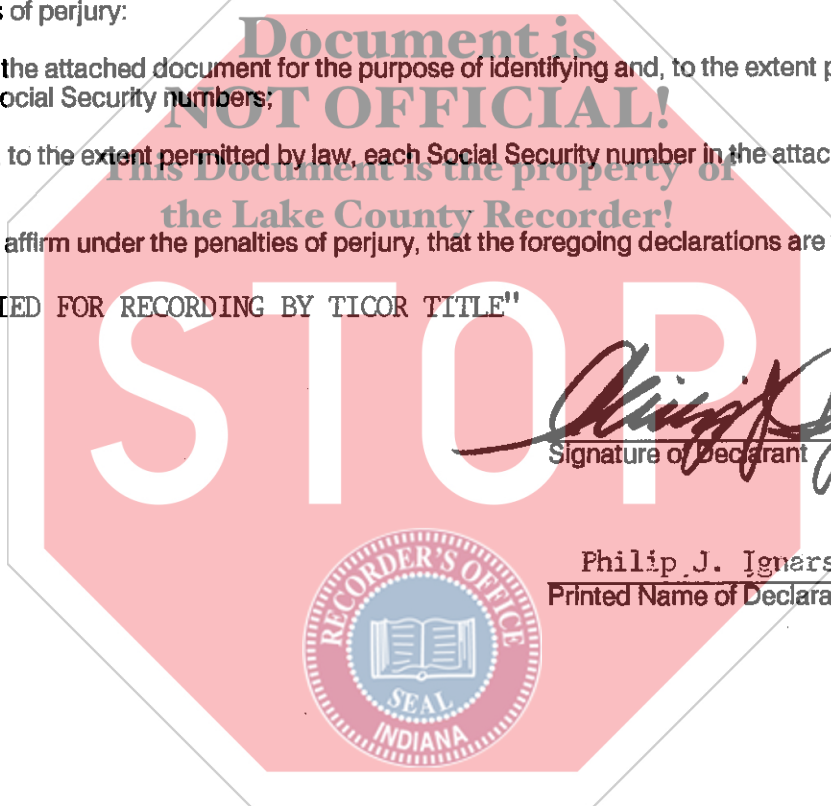 s of perjury:
Document is
the attached document for the purpose of identifying and, to the extent p
ocial Security numbers;
NOT OFFICIAL!
to the extent permitted by law, each Social Security number in the attac
This Document is the property of
the Lake County Recorder!
affirm under the penalties of perjury, that the foregoing declarations are
IED FOR RECORDING BY TICOR TITLE"
STOP
Signature of Declarant
Philip J. Ignars
Printed Name of Declara
RECORDER'S OFFICE
SEAL
INDIANA